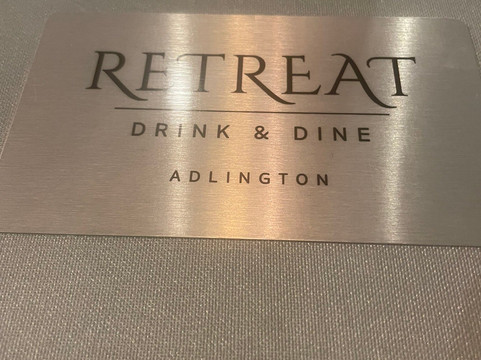 RETREAT
DRINK & DINE
ADLINGTON